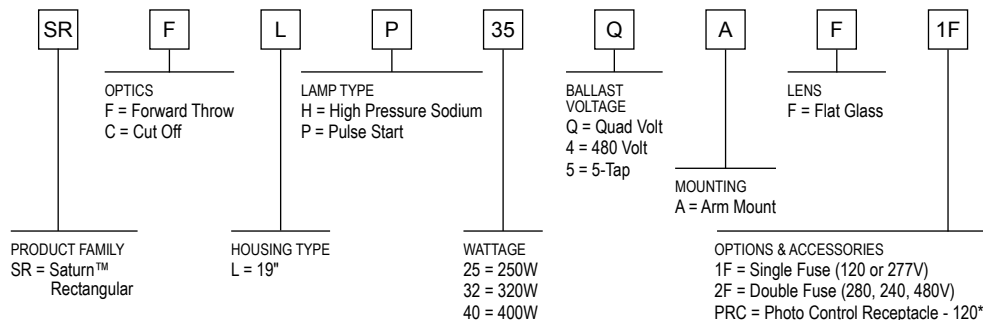 SR F L P 35 Q A F 1F
OPTICS
F = Forward Throw
C = Cut Off
LAMP TYPE
H = High Pressure Sodium
P = Pulse Start
BALLAST
VOLTAGE
Q = Quad Volt
4 = 480 Volt
5 = 5-Tap
LENS
F = Flat Glass
MOUNTING
A = Arm Mount
PRODUCT FAMILY
SR = Saturn™
Rectangular
HOUSING TYPE
L = 19"
WATTAGE
25 = 250W
32 = 320W
40 = 400W
OPTIONS & ACCESSORIES
1F = Single Fuse (120 or 277V)
2F = Double Fuse (280, 240, 480V)
PRC = Photo Control Receptacle - 120*